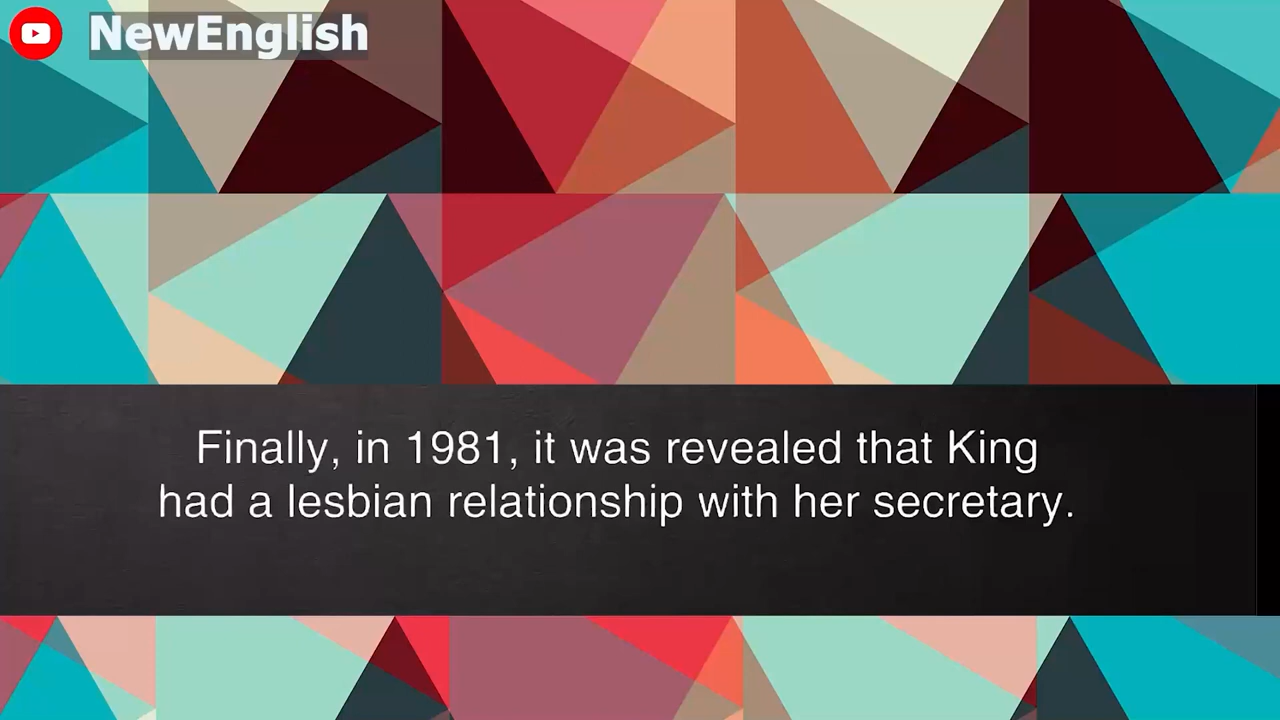 NewEnglish
Finally, in 1981, it was revealed that King
had a lesbian relationship with her secretary.